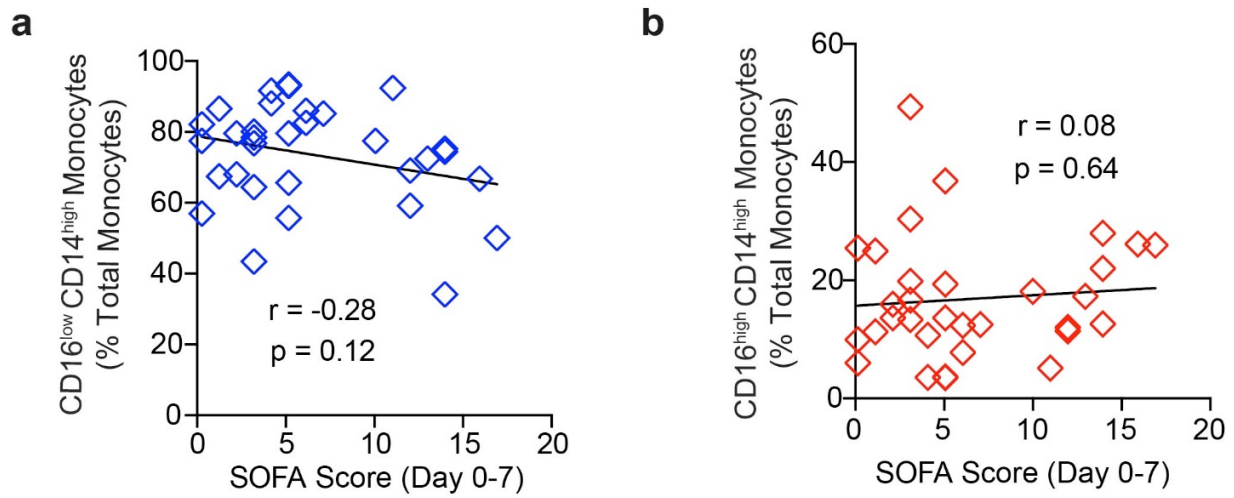 a
CD16low CD14high Monocytes
(% Total Monocytes)
100
80
60
40
20
0
r = -0.28
p = 0.12
0 5 10 15 20
SOFA Score (Day 0-7)
b
CD16high CD14high Monocytes
(% Total Monocytes)
60
40
20
0
r = 0.08
p = 0.64
0 5 10 15 20
SOFA Score (Day 0-7)